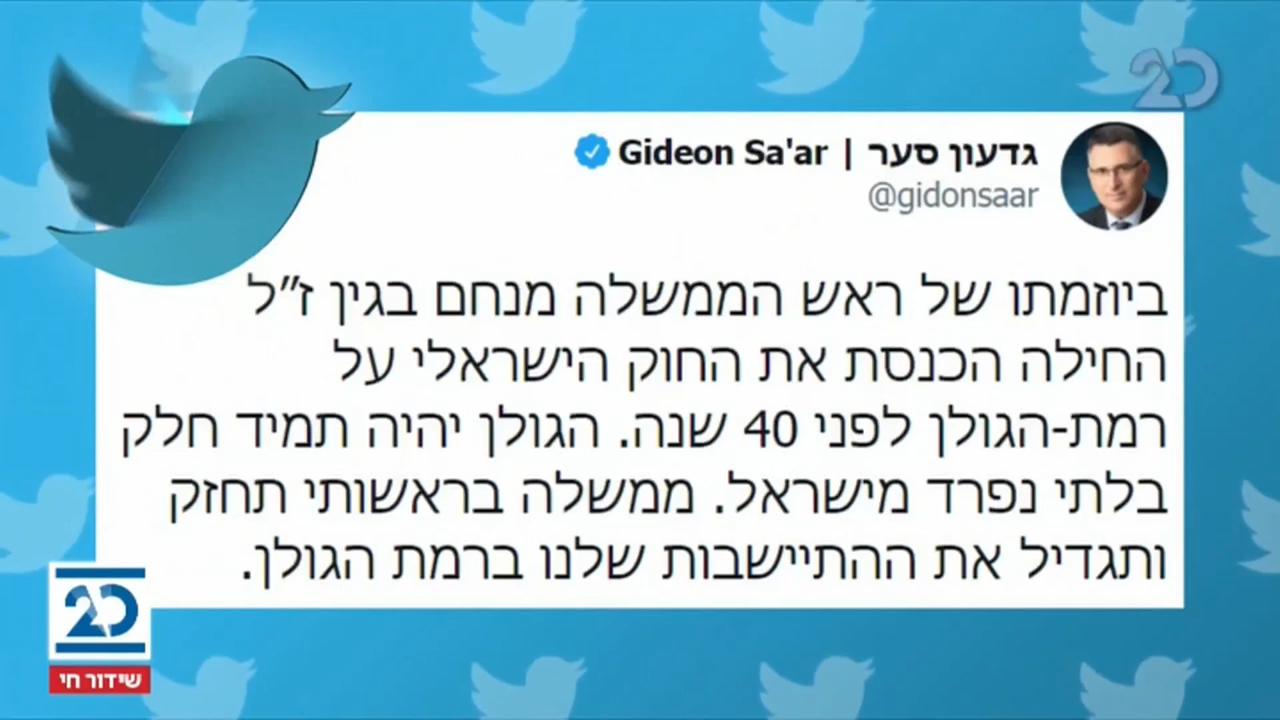 20
גדעון סער | Gideon Sa'ar
@gidonsaar
ביוזמתו של ראש הממשלה מנחם בגין ז״ל
החילה הכנסת את החוק הישראלי על
רמת-הגולן לפני 40 שנה. הגולן יהיה תמיד חלק
בלתי נפרד מישראל. ממשלה בראשותי תחזק
ותגדיל את ההתיישבות שלנו ברמת הגולן.
20
שידור חי